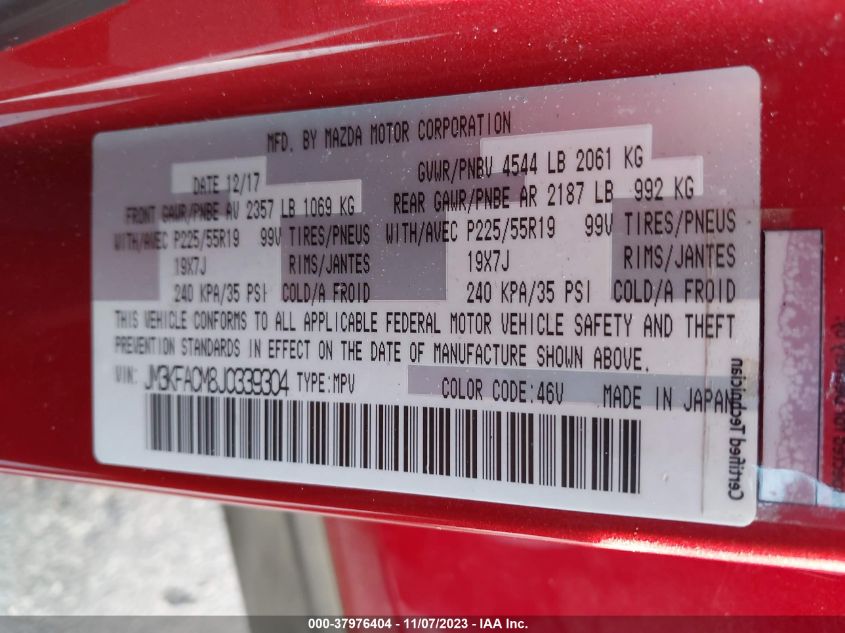 MFD. BY MAZDA MOTOR CORPORATION
DATE 12/17 GVWR/PNBV 4544 LB 2061 KG
FRONT GAWR/PNBE AV 2357 LB 1069 KG REAR GAWR/PNBE AR 2187 LB 992 KG
WITH/AVEC P225/55R19 99V TIRES/PNEUS WITH/AVEC P225/55R19 99V TIRES/PNEUS
19X7J RIMS/JANTES 19X7J RIMS/JANTES
240 KPA/35 PSI COLD/A FROID 240 KPA/35 PSI COLD/A FROID
THIS VEHICLE CONFORMS TO ALL APPLICABLE FEDERAL MOTOR VEHICLE SAFETY AND THEFT
PREVENTION STANDARDS IN EFFECT ON THE DATE OF MANUFACTURE SHOWN ABOVE.
VIN: JM3KFACM8J0339304 TYPE:MPV COLOR CODE:46V MADE IN JAPAN
Certified Technician
000-37976404 - 11/07/2023 - IAA Inc.